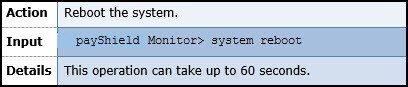 Action Reboot the system.
Input payShield Monitor> system reboot
Details This operation can take up to 60 seconds.